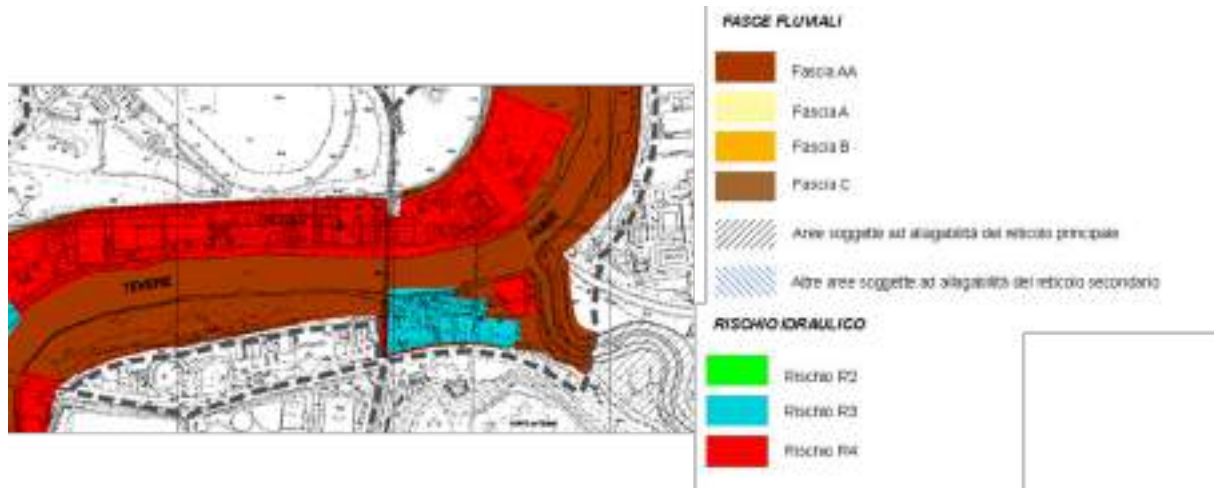 TEVERE
FASCE FLUVIALI
Fascia AA
Fascia A
Fascia B
Fascia C
Aree soggette ad allagabilità del reticolo principale
Altre aree soggette ad allagabilità del reticolo secondario
RISCHIO IDRAULICO
Rischio R2
Rischio R3
Rischio R4